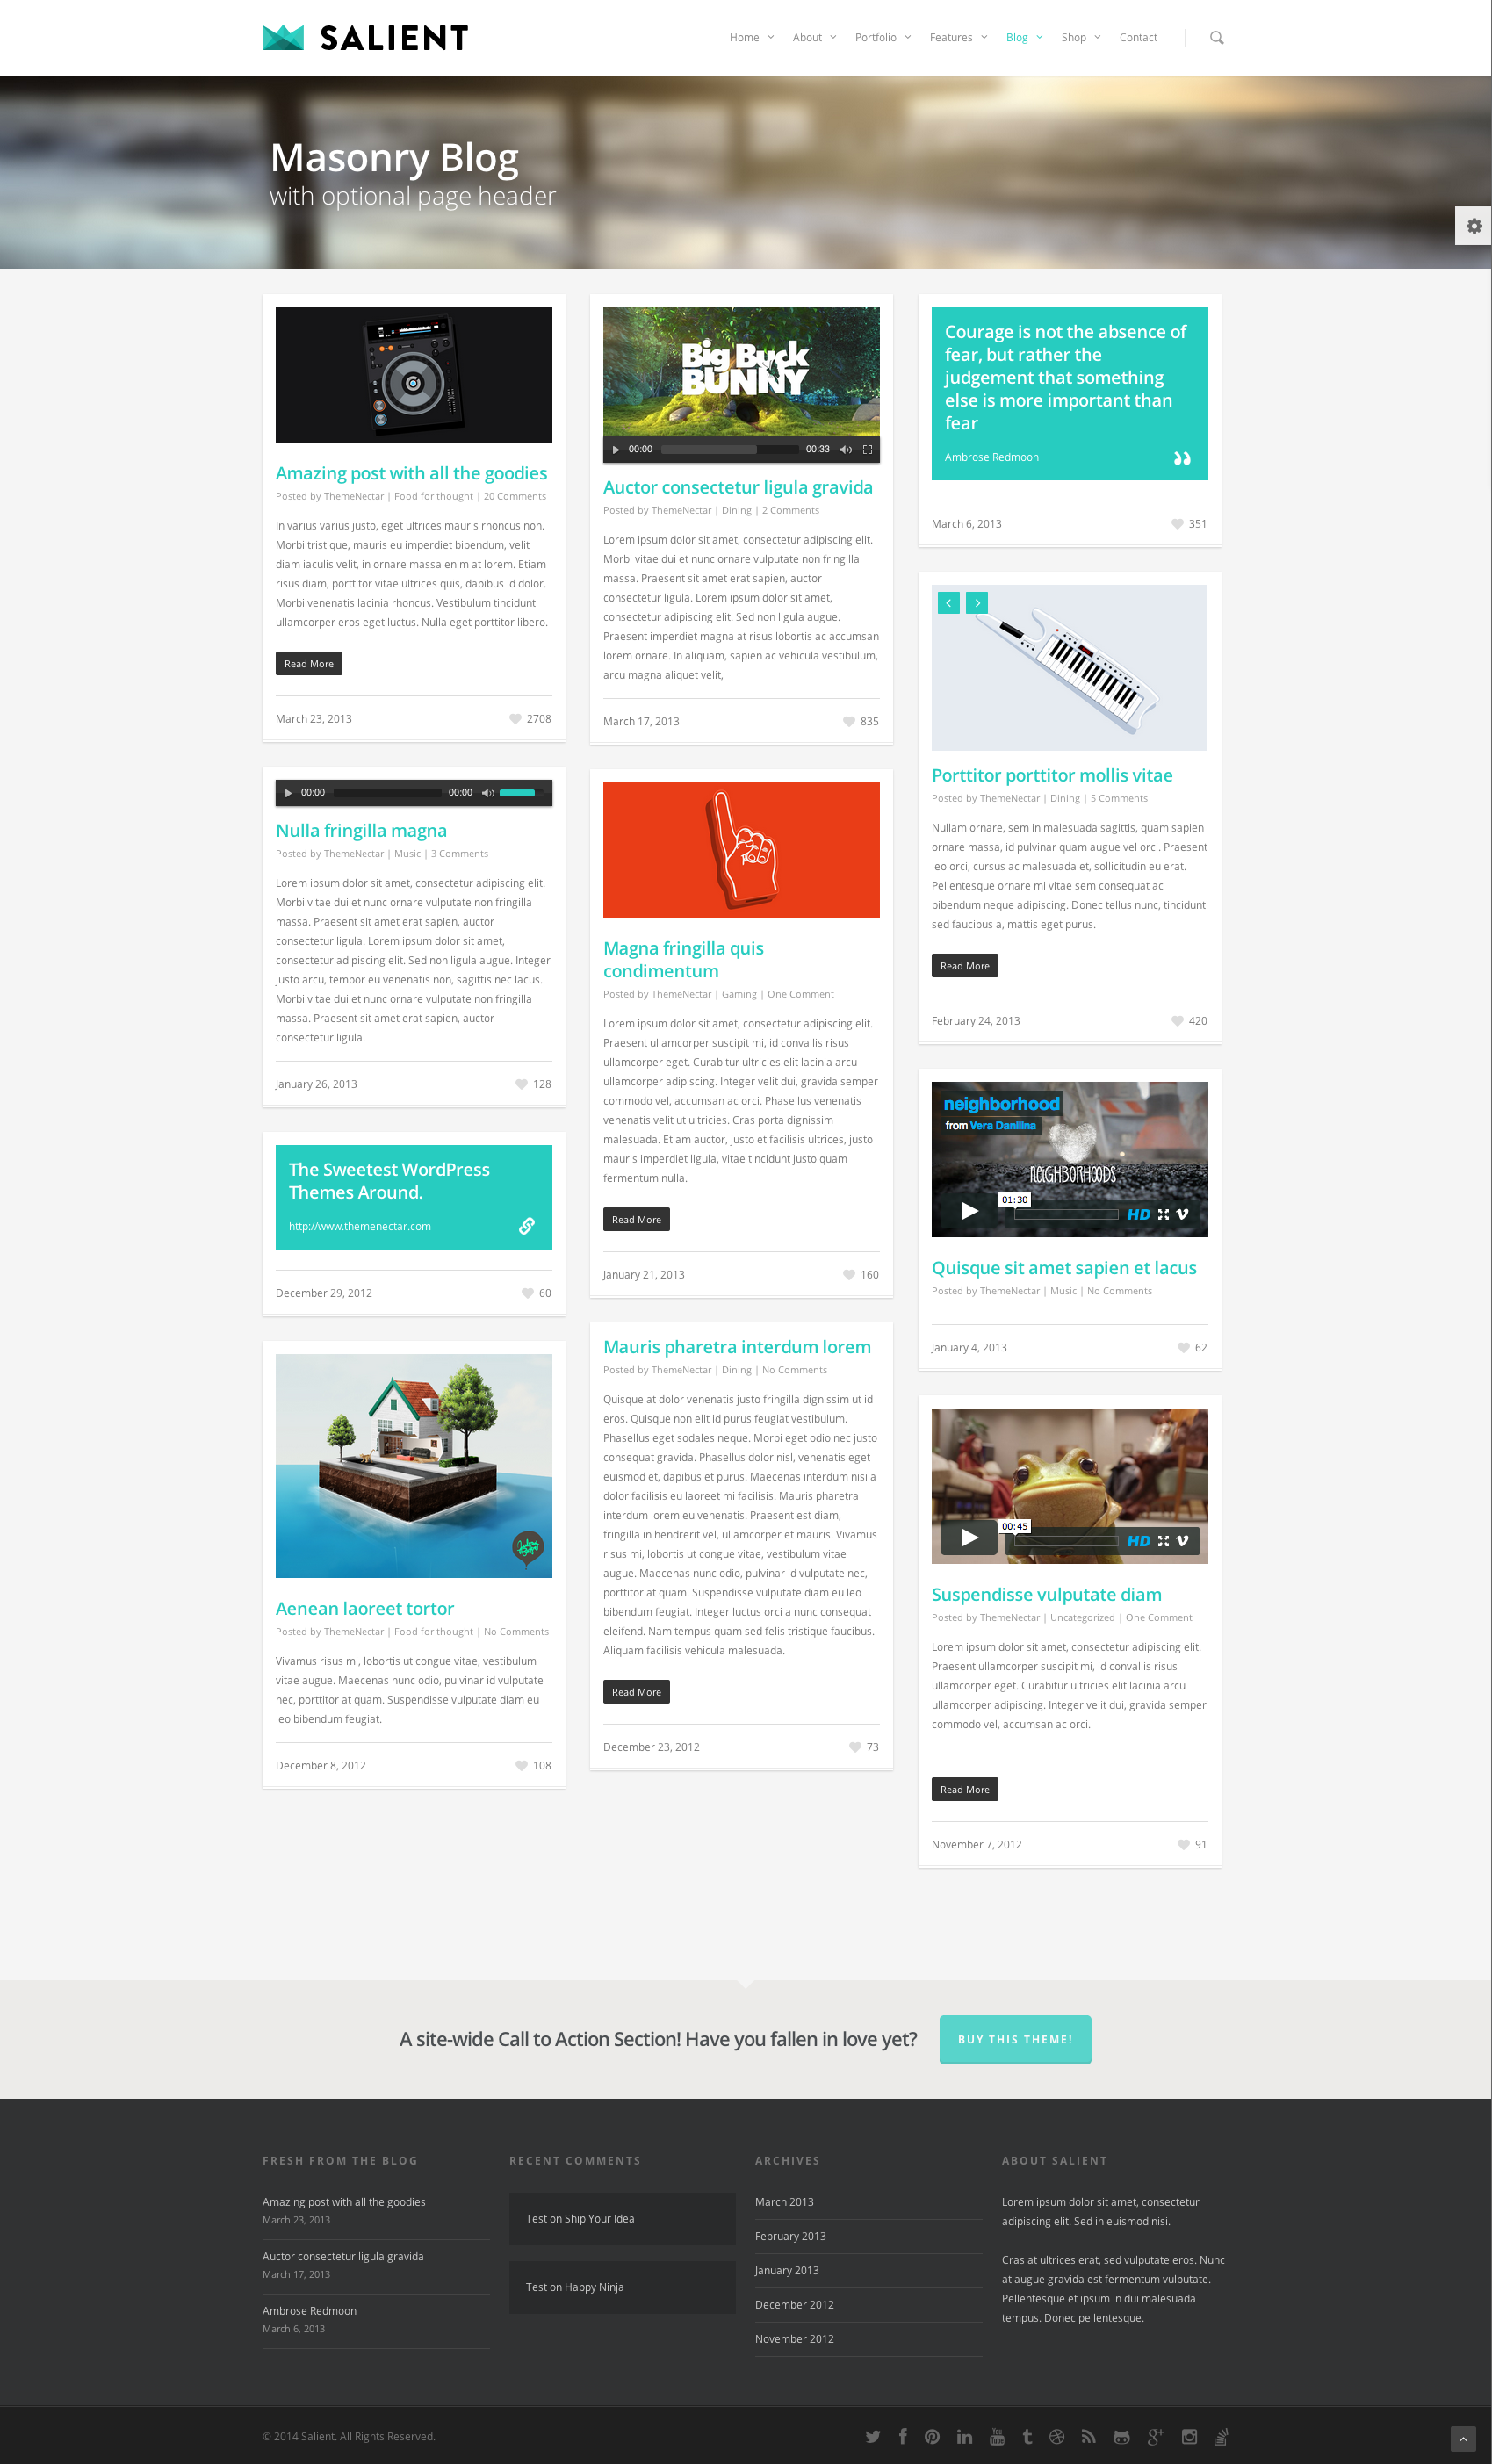 SALIENT
Home About Portfolio Features Blog Shop Contact
Masonry Blog
with optional page header
Amazing post with all the goodies
Posted by ThemeNectar | Food for thought | 20 Comments
In varius varius justo, eget ultrices mauris rhoncus non.
Morbi tristique, mauris eu imperdiet bibendum, velit
diam iaculis velit, in ornare massa enim at lorem. Etiam
risus diam, porttitor vitae ultrices quis, dapibus id dolor.
Morbi venenatis lacinia rhoncus. Vestibulum tincidunt
ullamcorper eros eget luctus. Nulla eget porttitor libero.
Read More
March 23, 2013 2708
00:00 00:00
Nulla fringilla magna
Posted by ThemeNectar | Music | 3 Comments
Lorem ipsum dolor sit amet, consectetur adipiscing elit.
Morbi vitae dui et nunc ornare vulputate non fringilla
massa. Praesent sit amet erat sapien, auctor
consectetur ligula. Lorem ipsum dolor sit amet,
consectetur adipiscing elit. Sed non ligula augue. Integer
justo arcu, tempor eu venenatis non, sagittis nec lacus.
Morbi vitae dui et nunc ornare vulputate non fringilla
massa. Praesent sit amet erat sapien, auctor
consectetur ligula.
January 26, 2013 128
The Sweetest WordPress
Themes Around.
http://www.themenectar.com
December 29, 2012 60
Aenean laoreet tortor
Posted by ThemeNectar | Food for thought | No Comments
Vivamus risus mi, lobortis ut congue vitae, vestibulum
vitae augue. Maecenas nunc odio, pulvinar id vulputate
nec, porttitor at quam. Suspendisse vulputate diam eu
leo bibendum feugiat.
December 8, 2012 108
Big Buck
BUNNY
00:00 00:33
Auctor consectetur ligula gravida
Posted by ThemeNectar | Dining | 2 Comments
Lorem ipsum dolor sit amet, consectetur adipiscing elit.
Morbi vitae dui et nunc ornare vulputate non fringilla
massa. Praesent sit amet erat sapien, auctor
consectetur ligula. Lorem ipsum dolor sit amet,
consectetur adipiscing elit. Sed non ligula augue.
Praesent imperdiet magna at risus lobortis ac accumsan
lorem ornare. In aliquam, sapien ac vehicula vestibulum,
arcu magna aliquet velit,
March 17, 2013 835
Magna fringilla quis
condimentum
Posted by ThemeNectar | Gaming | One Comment
Lorem ipsum dolor sit amet, consectetur adipiscing elit.
Praesent ullamcorper suscipit mi, id convallis risus
ullamcorper eget. Curabitur ultricies elit lacinia arcu
ullamcorper adipiscing. Integer velit dui, gravida semper
commodo vel, accumsan ac orci. Phasellus venenatis
venenatis velit ut ultricies. Cras porta dignissim
malesuada. Etiam auctor, justo et facilisis ultrices, justo
mauris imperdiet ligula, vitae tincidunt justo quam
fermentum nulla.
Read More
January 21, 2013 160
Mauris pharetra interdum lorem
Posted by ThemeNectar | Dining | No Comments
Quisque at dolor venenatis justo fringilla dignissim ut id
eros. Quisque non elit id purus feugiat vestibulum.
Phasellus eget sodales neque. Morbi eget odio nec justo
consequat gravida. Phasellus dolor nisl, venenatis eget
euismod et, dapibus et purus. Maecenas interdum nisi a
dolor facilisis eu laoreet mi facilisis. Mauris pharetra
interdum lorem eu venenatis. Praesent est diam,
fringilla in hendrerit vel, ullamcorper et mauris. Vivamus
risus mi, lobortis ut congue vitae, vestibulum vitae
augue. Maecenas nunc odio, pulvinar id vulputate nec,
porttitor at quam. Suspendisse vulputate diam eu leo
bibendum feugiat. Integer luctus orci a nunc consequat
eleifend. Nam tempus quam sed felis tristique faucibus.
Aliquam facilisis vehicula malesuada.
Read More
December 23, 2012 73
Courage is not the absence of
fear, but rather the
judgement that something
else is more important than
fear
Ambrose Redmoon
March 6, 2013 351
Porttitor porttitor mollis vitae
Posted by ThemeNectar | Dining | 5 Comments
Nullam ornare, sem in malesuada sagittis, quam sapien
ornare massa, id pulvinar quam augue vel orci. Praesent
leo orci, cursus ac malesuada et, sollicitudin eu erat.
Pellentesque ornare mi vitae sem consequat ac
bibendum neque adipiscing. Donec tellus nunc, tincidunt
sed faucibus a, mattis eget purus.
Read More
February 24, 2013 420
neighborhood
from Vera Danilina
NEIGHBORHOODS
01:30
HD
Quisque sit amet sapien et lacus
Posted by ThemeNectar | Music | No Comments
January 4, 2013 62
00:45
HD
Suspendisse vulputate diam
Posted by ThemeNectar | Uncategorized | One Comment
Lorem ipsum dolor sit amet, consectetur adipiscing elit.
Praesent ullamcorper suscipit mi, id convallis risus
ullamcorper eget. Curabitur ultricies elit lacinia arcu
ullamcorper adipiscing. Integer velit dui, gravida semper
commodo vel, accumsan ac orci.
Read More
November 7, 2012 91
A site-wide Call to Action Section! Have you fallen in love yet?
BUY THIS THEME!
FRESH FROM THE BLOG
Amazing post with all the goodies
March 23, 2013
Auctor consectetur ligula gravida
March 17, 2013
Ambrose Redmoon
March 6, 2013
RECENT COMMENTS
Test on Ship Your Idea
Test on Happy Ninja
ARCHIVES
March 2013
February 2013
January 2013
December 2012
November 2012
ABOUT SALIENT
Lorem ipsum dolor sit amet, consectetur
adipiscing elit. Sed in euismod nisi.
Cras at ultrices erat, sed vulputate eros. Nunc
at augue gravida est fermentum vulputate.
Pellentesque et ipsum in dui malesuada
tempus. Donec pellentesque.
© 2014 Salient. All Rights Reserved.